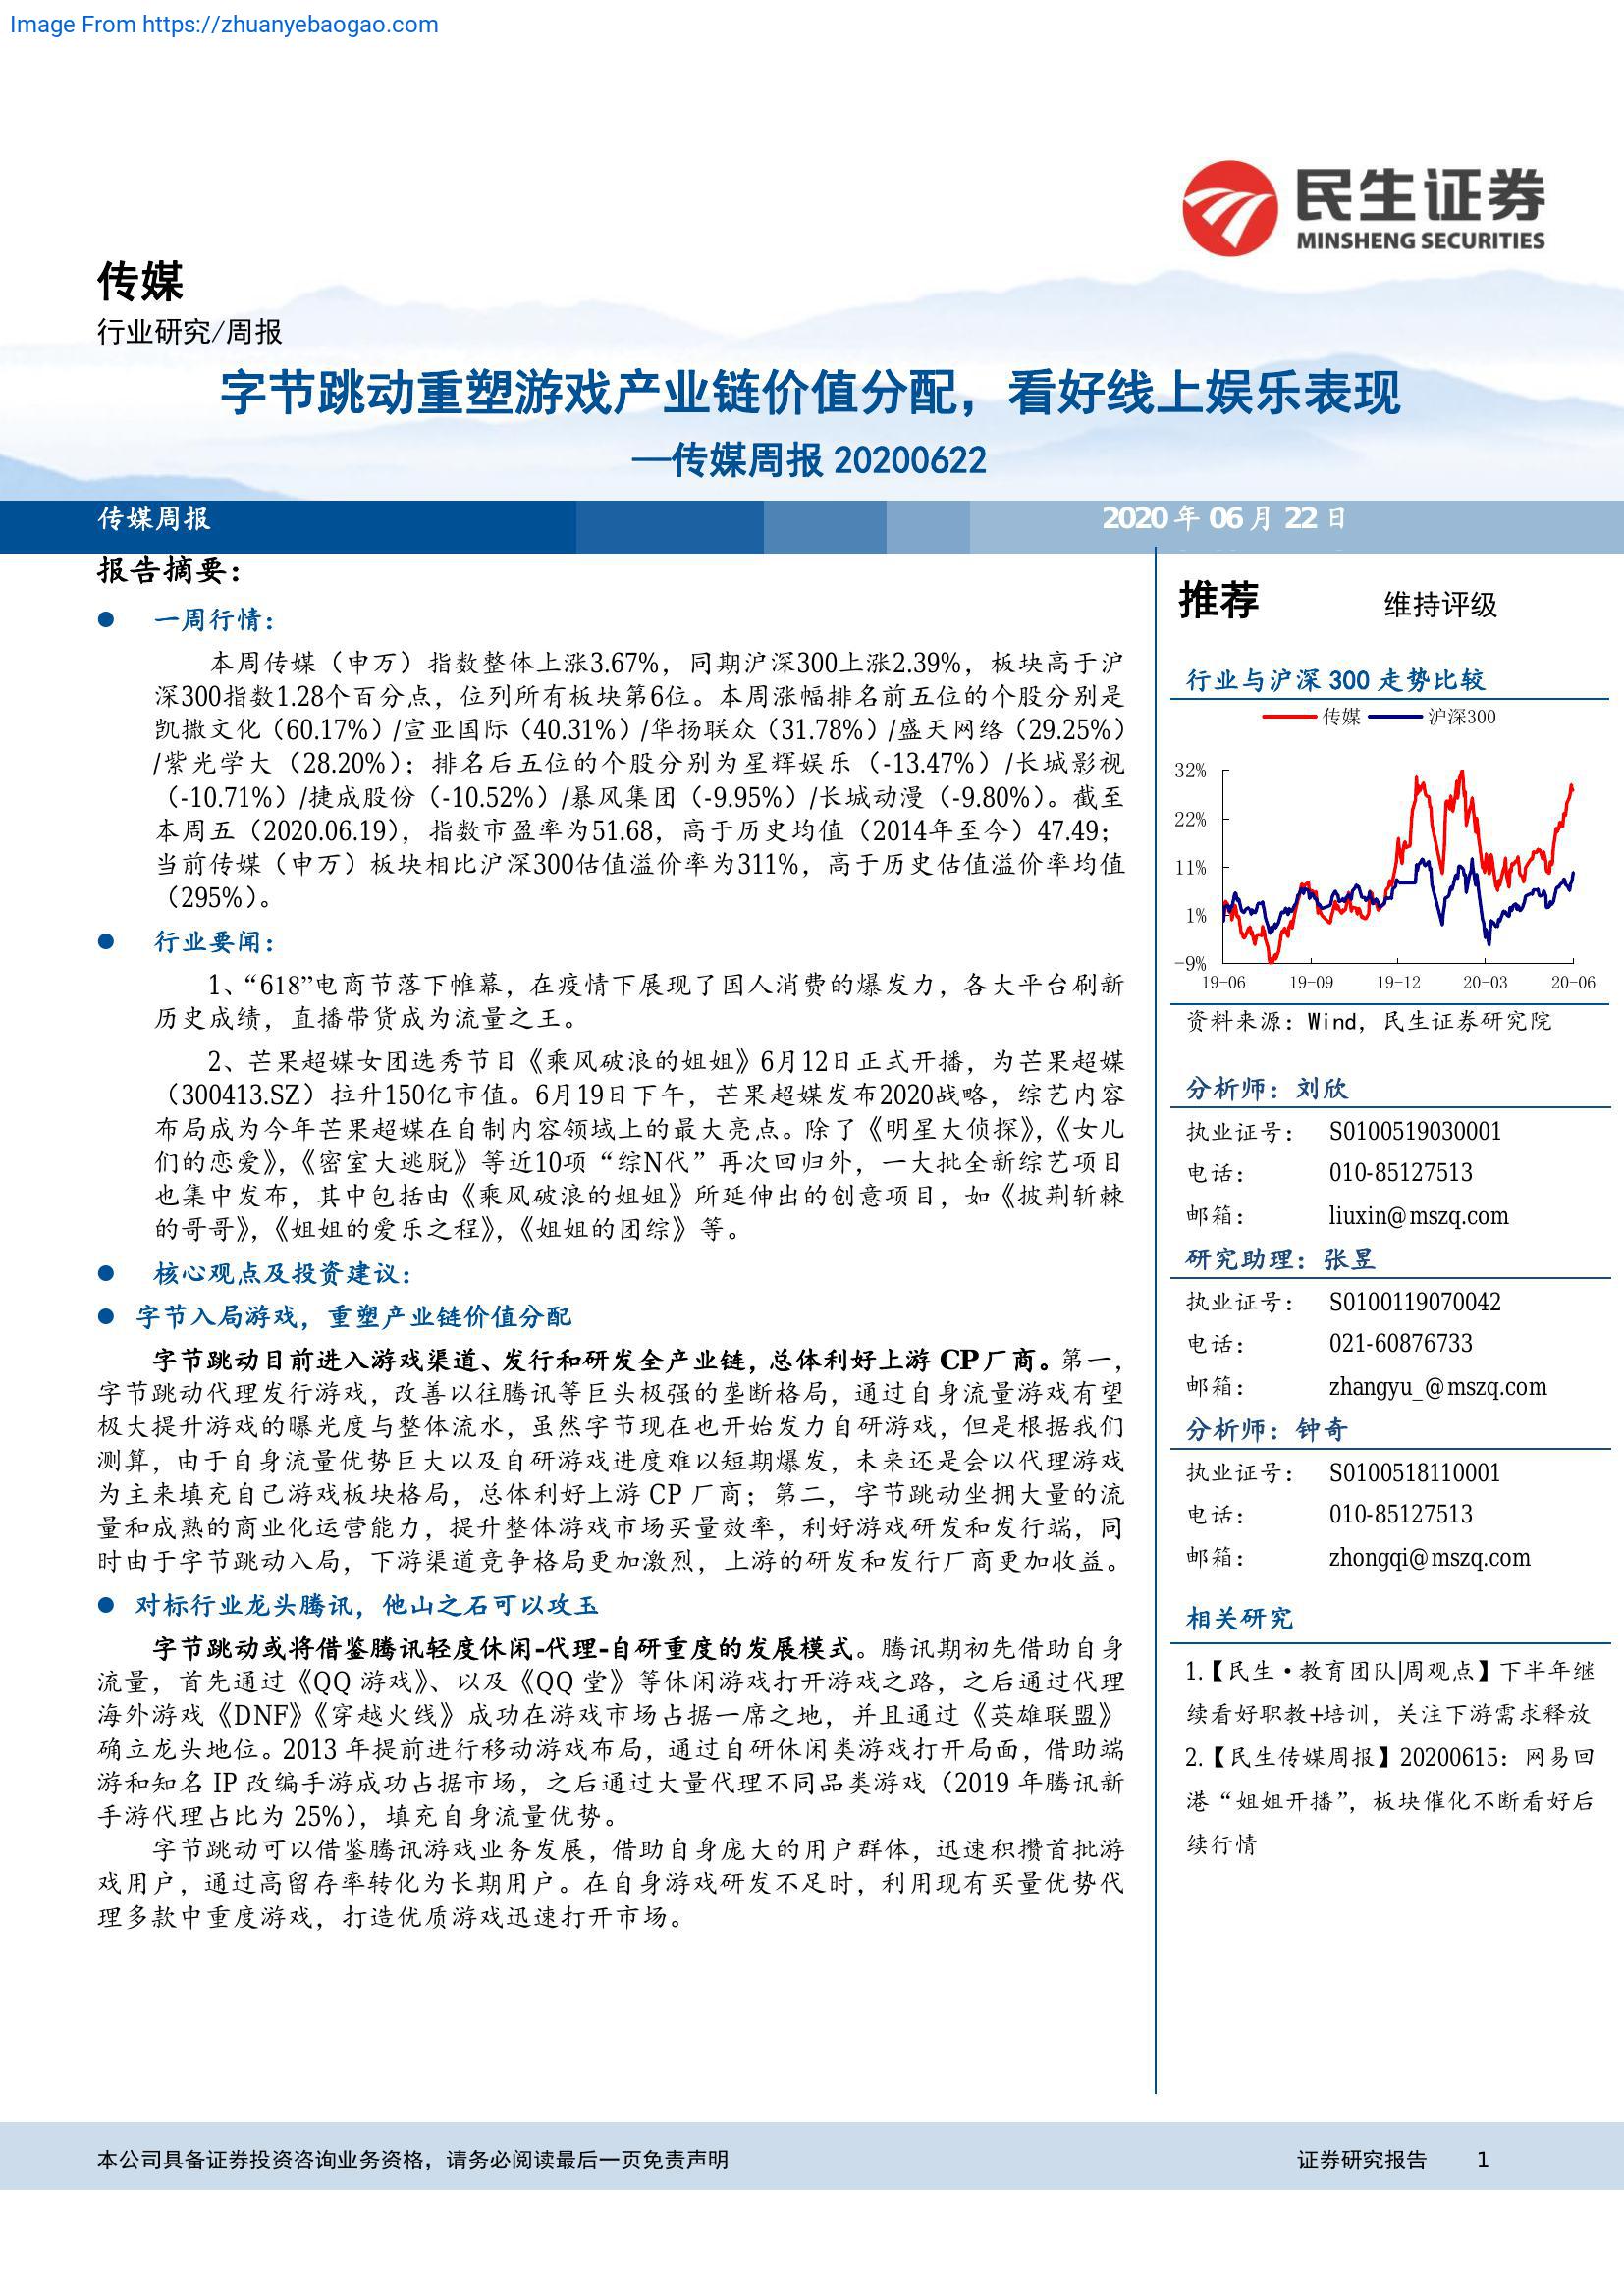 Image From https://zhuanyebaogao.com
民生证券
MINSHENG SECURITIES
传媒
行业研究/周报
字节跳动重塑游戏产业链价值分配，看好线上娱乐表现
—传媒周报 20200622
传媒周报
2020 年 06 月 22 日
报告摘要：
● 一周行情：
本周传媒（申万）指数整体上涨3.67%，同期沪深300上涨2.39%，板块高于沪
深300指数1.28个百分点，位列所有板块第6位。本周涨幅排名前五位的个股分别是
凯撒文化（60.17%）/宣亚国际（40.31%）/华扬联众（31.78%）/盛天网络（29.25%）
/紫光学大（28.20%）；排名后五位的个股分别为星辉娱乐（-13.47%）/长城影视
（-10.71%）/捷成股份（-10.52%）/暴风集团（-9.95%）/长城动漫（-9.80%）。截至
本周五（2020.06.19），指数市盈率为51.68，高于历史均值（2014年至今）47.49；
当前传媒（申万）板块相比沪深300估值溢价率为311%，高于历史估值溢价率均值
（295%）。
● 行业要闻：
1、“618”电商节落下帷幕，在疫情下展现了国人消费的爆发力，各大平台刷新
历史成绩，直播带货成为流量之王。
2、芒果超媒女团选秀节目《乘风破浪的姐姐》6月12日正式开播，为芒果超媒
（300413.SZ）拉升150亿市值。6月19日下午，芒果超媒发布2020战略，综艺内容
布局成为今年芒果超媒在自制内容领域上的最大亮点。除了《明星大侦探》，《女儿
们的恋爱》，《密室大逃脱》等近10项“综N代”再次回归外，一大批全新综艺项目
也集中发布，其中包括由《乘风破浪的姐姐》所延伸出的创意项目，如《披荆斩棘
的哥哥》，《姐姐的爱乐之程》，《姐姐的团综》等。
● 核心观点及投资建议：
● 字节入局游戏，重塑产业链价值分配
字节跳动目前进入游戏渠道、发行和研发全产业链，总体利好上游 CP 厂商。第一，
字节跳动代理发行游戏，改善以往腾讯等巨头极强的垄断格局，通过自身流量游戏有望
极大提升游戏的曝光度与整体流水，虽然字节现在也开始发力自研游戏，但是根据我们
测算，由于自身流量优势巨大以及自研游戏进度难以短期爆发，未来还是会以代理游戏
为主来填充自己游戏板块格局，总体利好上游 CP 厂商；第二，字节跳动坐拥大量的流
量和成熟的商业化运营能力，提升整体游戏市场买量效率，利好游戏研发和发行端，同
时由于字节跳动入局，下游渠道竞争格局更加激烈，上游的研发和发行厂商更加收益。
● 对标行业龙头腾讯，他山之石可以攻玉
字节跳动或将借鉴腾讯轻度休闲-代理-自研重度的发展模式。腾讯期初先借助自身
流量，首先通过《QQ 游戏》、以及《QQ 堂》等休闲游戏打开游戏之路，之后通过代理
海外游戏《DNF》《穿越火线》成功在游戏市场占据一席之地，并且通过《英雄联盟》
确立龙头地位。2013 年提前进行移动游戏布局，通过自研休闲类游戏打开局面，借助端
游和知名 IP 改编手游成功占据市场，之后通过大量代理不同品类游戏（2019 年腾讯新
手游代理占比为 25%），填充自身流量优势。
字节跳动可以借鉴腾讯游戏业务发展，借助自身庞大的用户群体，迅速积攒首批游
戏用户，通过高留存率转化为长期用户。在自身游戏研发不足时，利用现有买量优势代
理多款中重度游戏，打造优质游戏迅速打开市场。
推荐 维持评级
行业与沪深 300 走势比较
传媒 沪深300
32%
22%
11%
1%
-9%
19-06 19-09 19-12 20-03 20-06
资料来源：Wind，民生证券研究院
分析师：刘欣
执业证号： S0100519030001
电话： 010-85127513
邮箱： liuxin@mszq.com
研究助理：张昱
执业证号： S0100119070042
电话： 021-60876733
邮箱： zhangyu_@mszq.com
分析师：钟奇
执业证号： S0100518110001
电话： 010-85127513
邮箱： zhongqi@mszq.com
相关研究
1.【民生·教育团队|周观点】下半年继
续看好职教+培训，关注下游需求释放
2.【民生传媒周报】20200615：网易回
港“姐姐开播”，板块催化不断看好后
续行情
本公司具备证券投资咨询业务资格，请务必阅读最后一页免责声明
证券研究报告 1